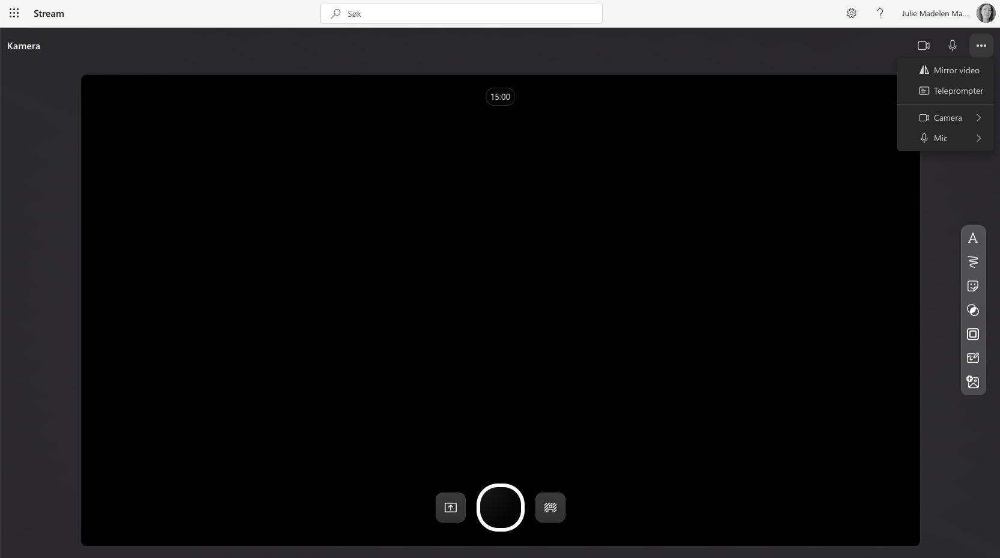 Stream
Søk
?
Julie Madelen Ma...
Kamera
Mirror video
Teleprompter
Camera
Mic
15:00
A